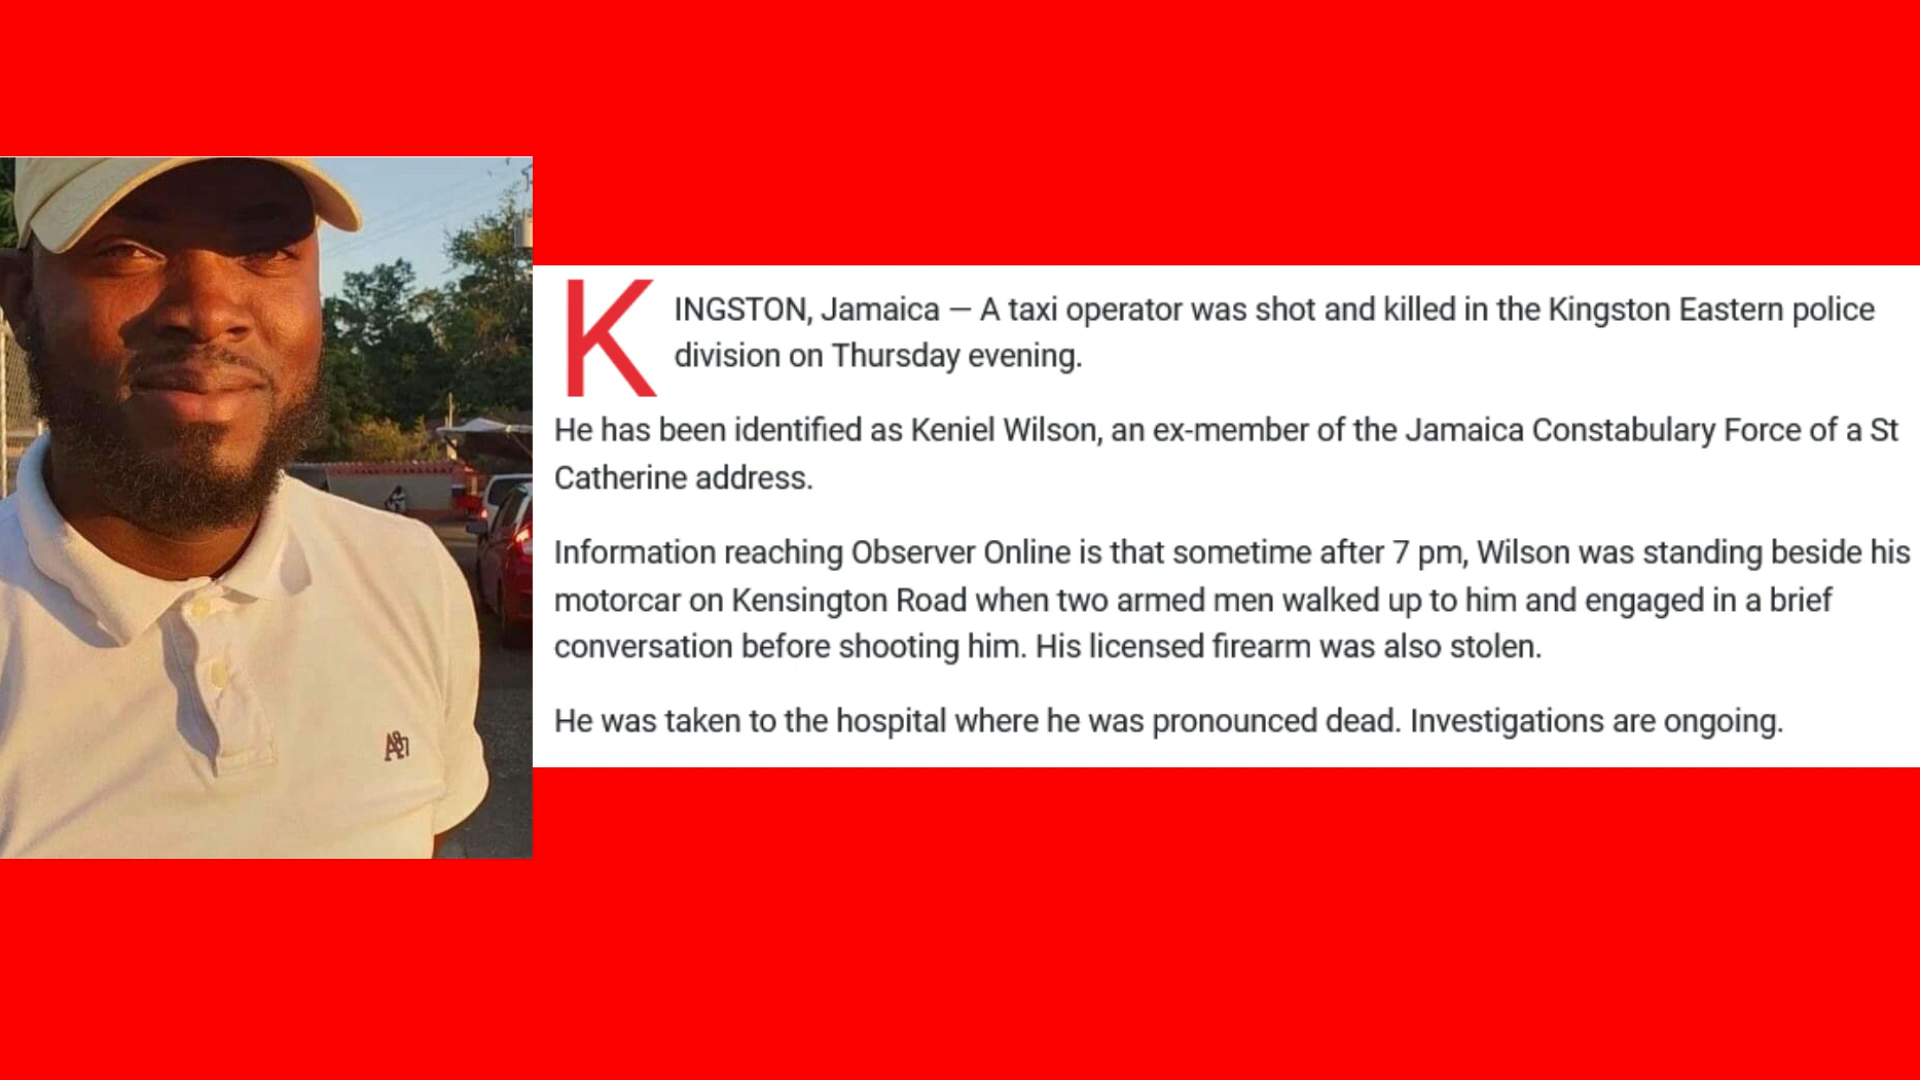 KINGSTON, Jamaica — A taxi operator was shot and killed in the Kingston Eastern police
division on Thursday evening.
He has been identified as Keniel Wilson, an ex-member of the Jamaica Constabulary Force of a St
Catherine address.
Information reaching Observer Online is that sometime after 7 pm, Wilson was standing beside his
motorcar on Kensington Road when two armed men walked up to him and engaged in a brief
conversation before shooting him. His licensed firearm was also stolen.
He was taken to the hospital where he was pronounced dead. Investigations are ongoing.